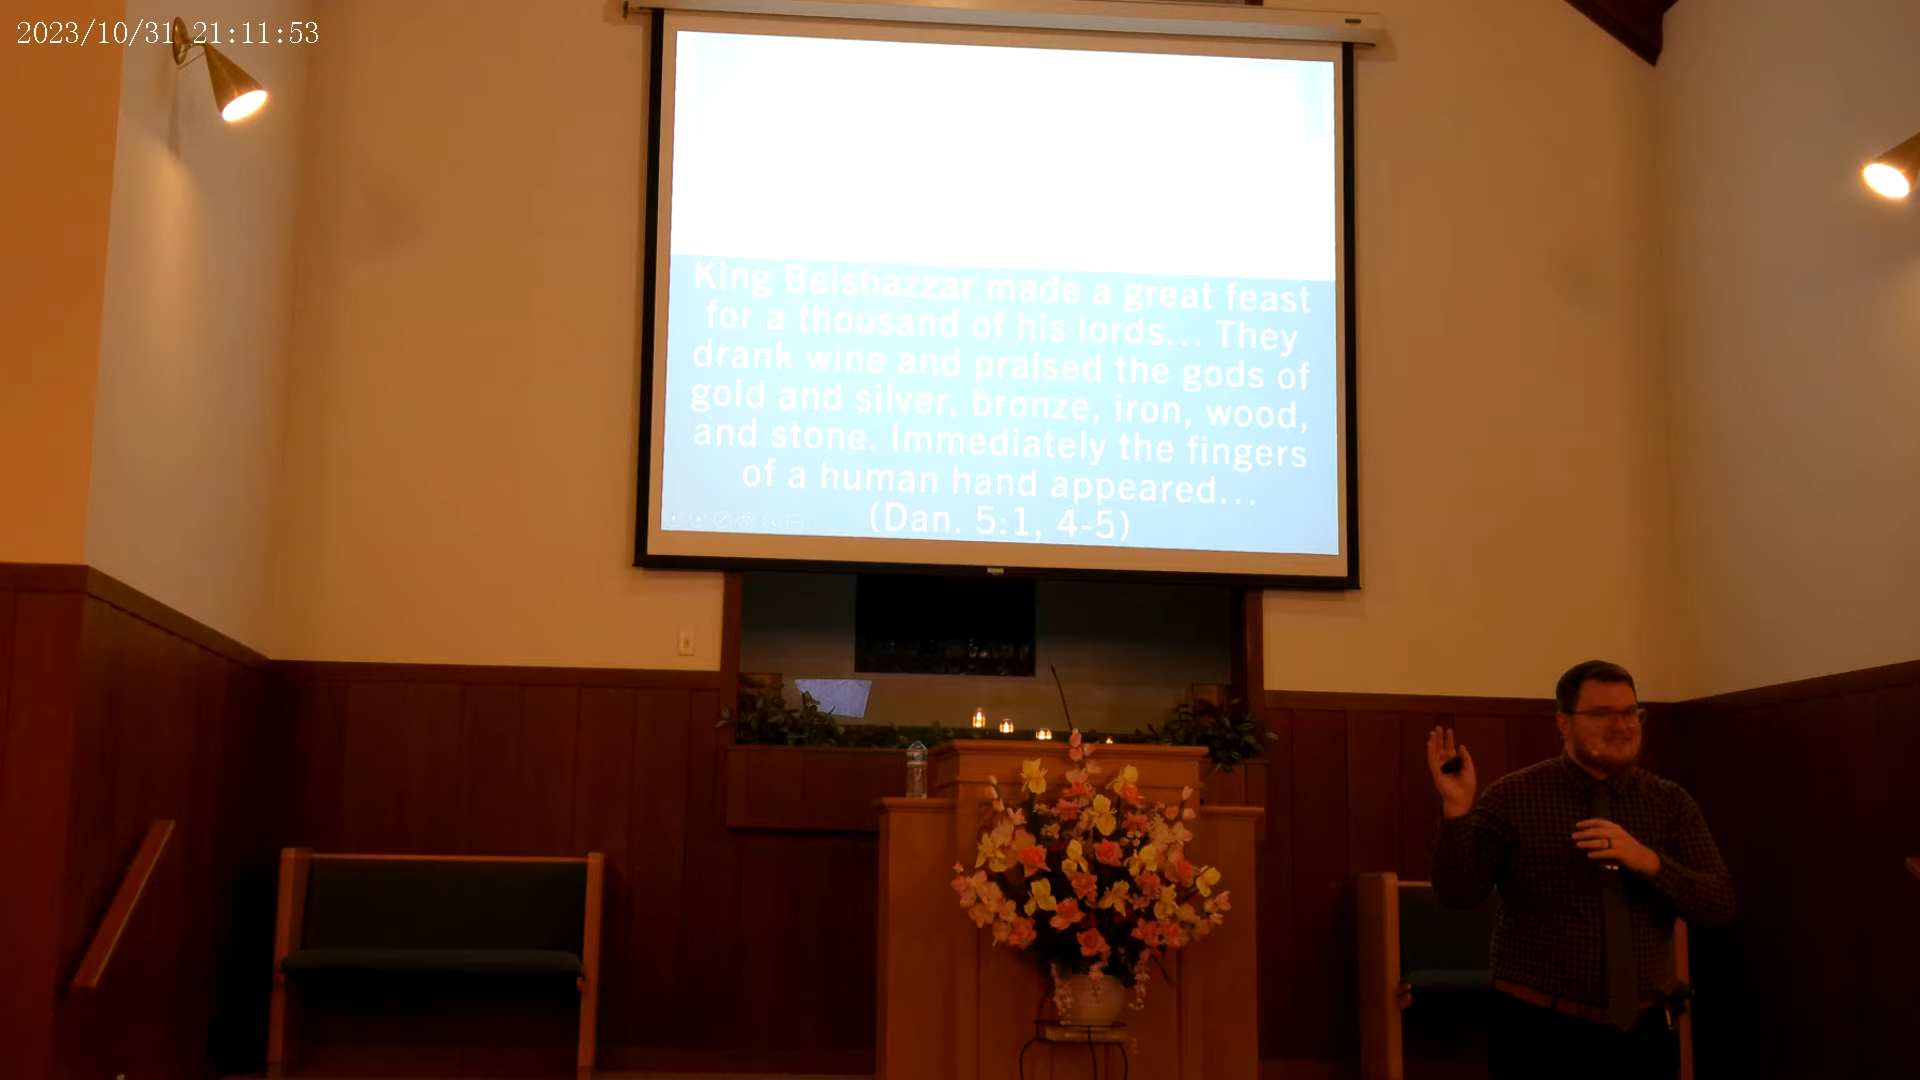 2023/10/31 21:11:53
King Belshazzar made a great feast
for a thousand of his lords... They
drank wine and praised the gods of
gold and silver, bronze, iron, wood,
and stone. Immediately the fingers
of a human hand appeared...
(Dan. 5:1, 4-5)